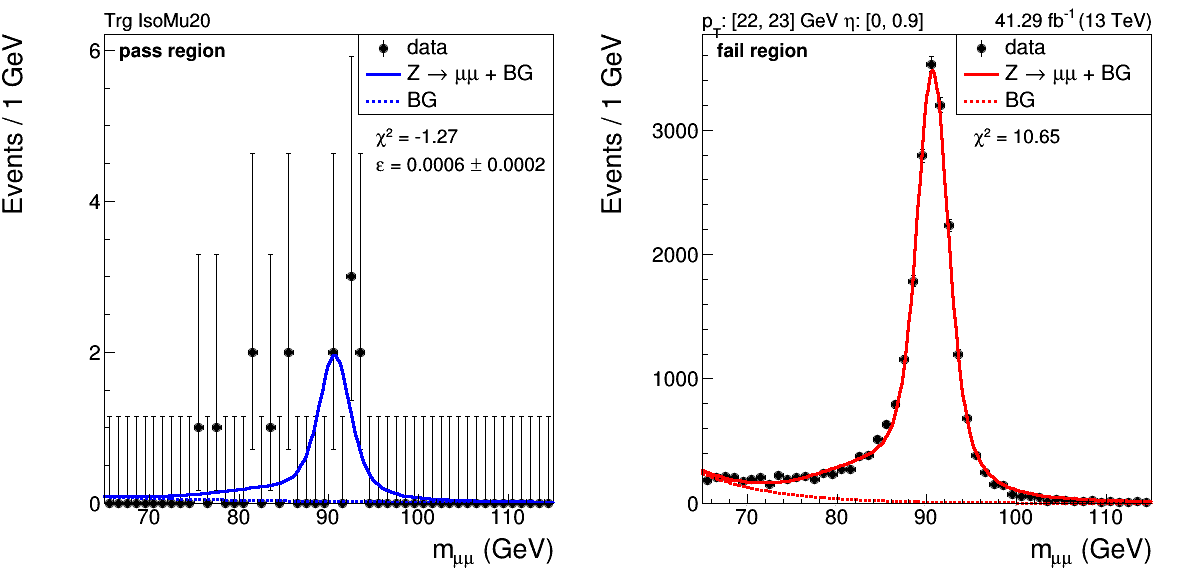 Trg IsoMu20
pass region
data
Z → μμ + BG
BG
χ² = -1.27
ε = 0.0006 ± 0.0002
Events / 1 GeV
6
4
2
0
70 80 90 100 110
mμμ (GeV)
pT: [22, 23] GeV η: [0, 0.9] 41.29 fb⁻¹ (13 TeV)
fail region
data
Z → μμ + BG
BG
χ² = 10.65
Events / 1 GeV
3000
2000
1000
0
70 80 90 100 110
mμμ (GeV)